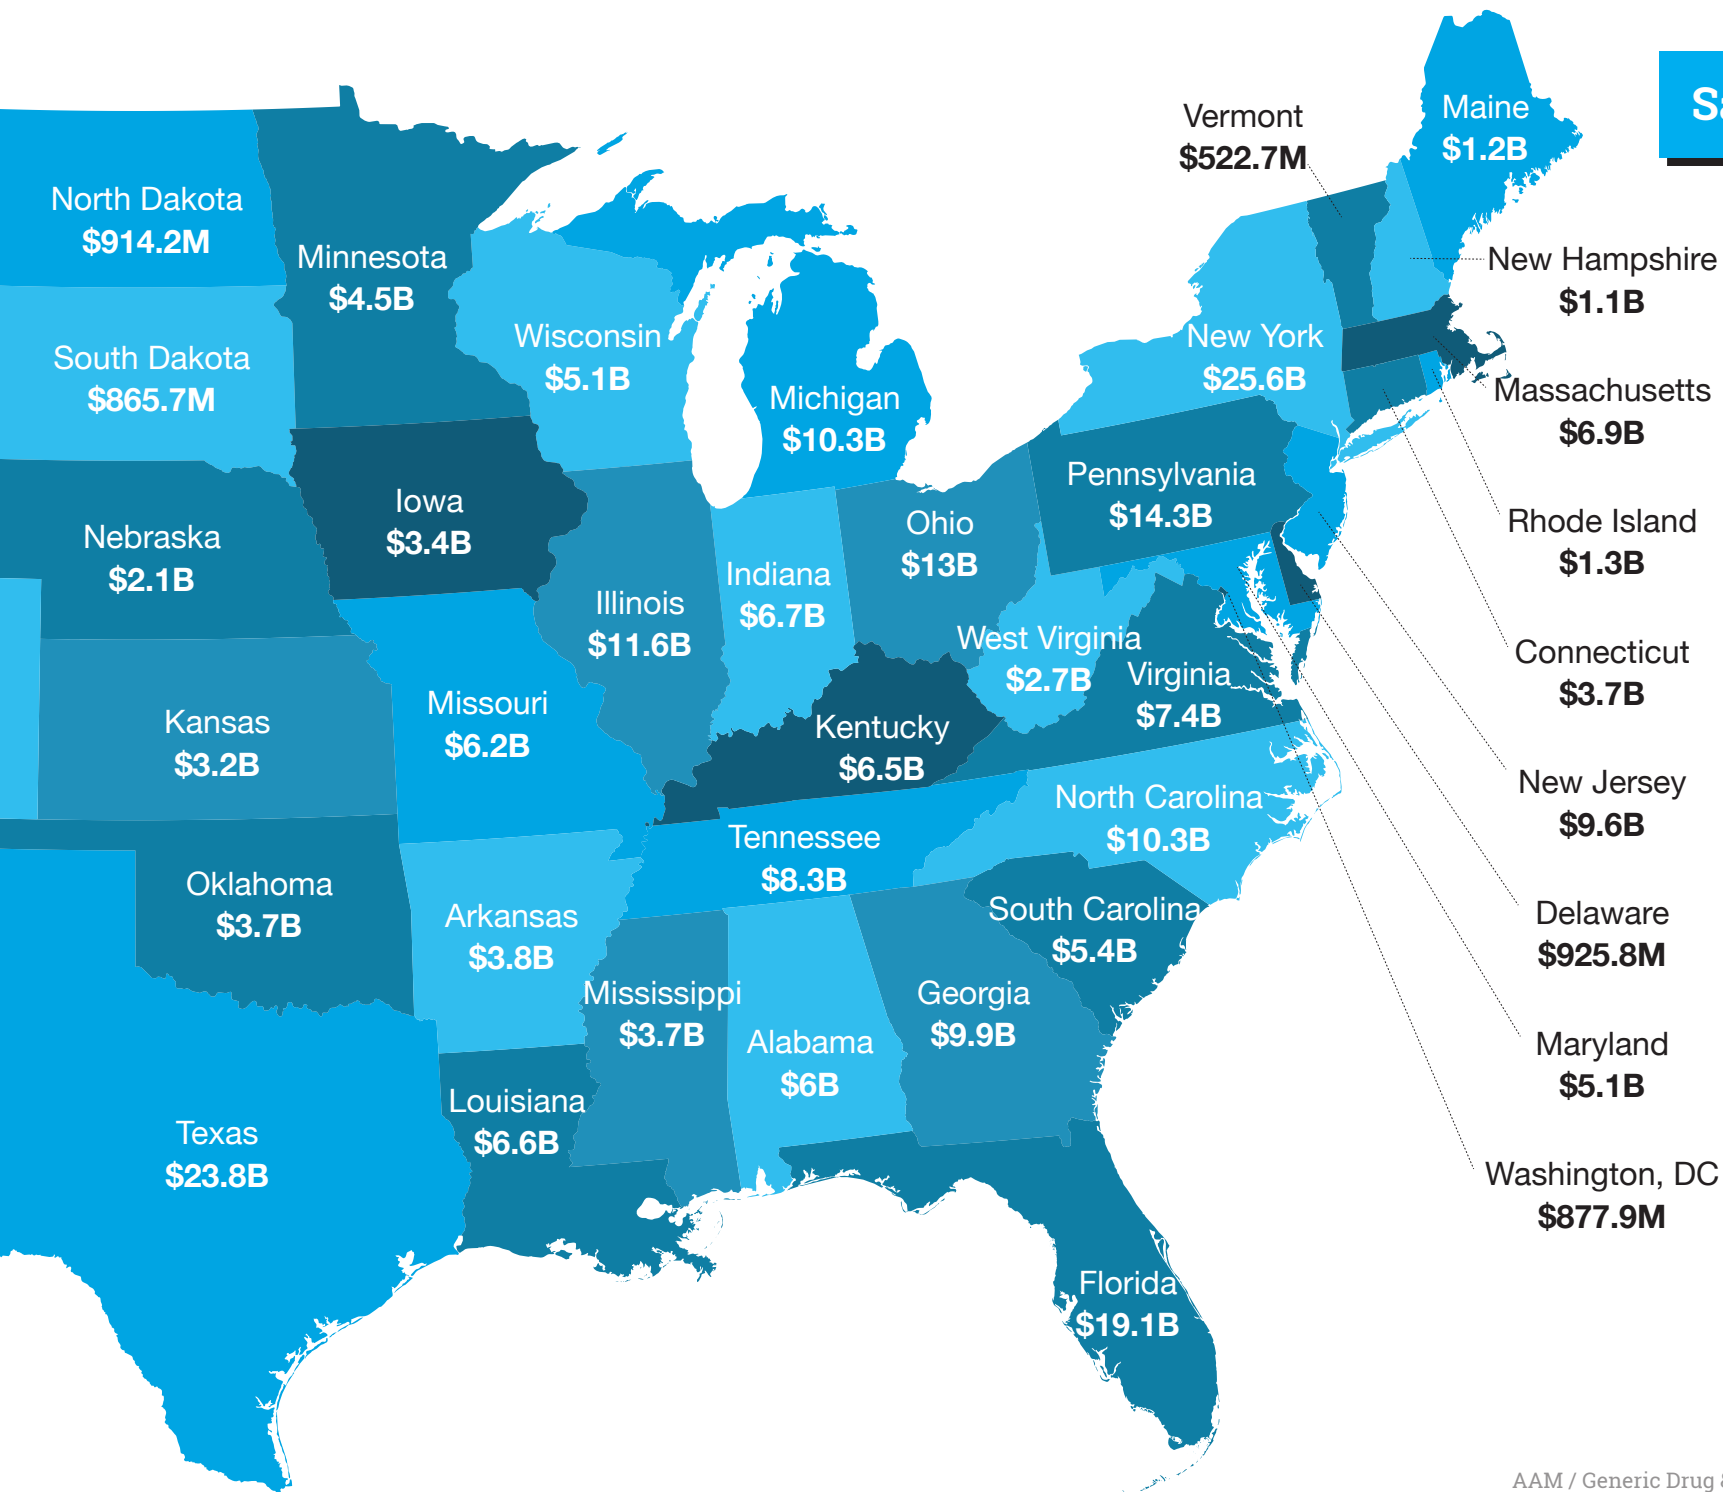 Maine
$1.2B
Vermont
$522.7M
North Dakota
$914.2M
Minnesota
$4.5B
New Hampshire
$1.1B
Wisconsin
$5.1B
New York
$25.6B
South Dakota
$865.7M
Michigan
$10.3B
Massachusetts
$6.9B
Pennsylvania
$14.3B
Iowa
$3.4B
Ohio
$13B
Rhode Island
$1.3B
Nebraska
$2.1B
Indiana
$6.7B
Illinois
$11.6B
West Virginia
$2.7B
Connecticut
$3.7B
Virginia
$7.4B
Missouri
$6.2B
Kansas
$3.2B
Kentucky
$6.5B
New Jersey
$9.6B
North Carolina
$10.3B
Tennessee
$8.3B
Oklahoma
$3.7B
Arkansas
$3.8B
South Carolina
$5.4B
Delaware
$925.8M
Mississippi
$3.7B
Georgia
$9.9B
Alabama
$6B
Maryland
$5.1B
Louisiana
$6.6B
Texas
$23.8B
Washington, DC
$877.9M
Florida
$19.1B
AAM / Generic Drug